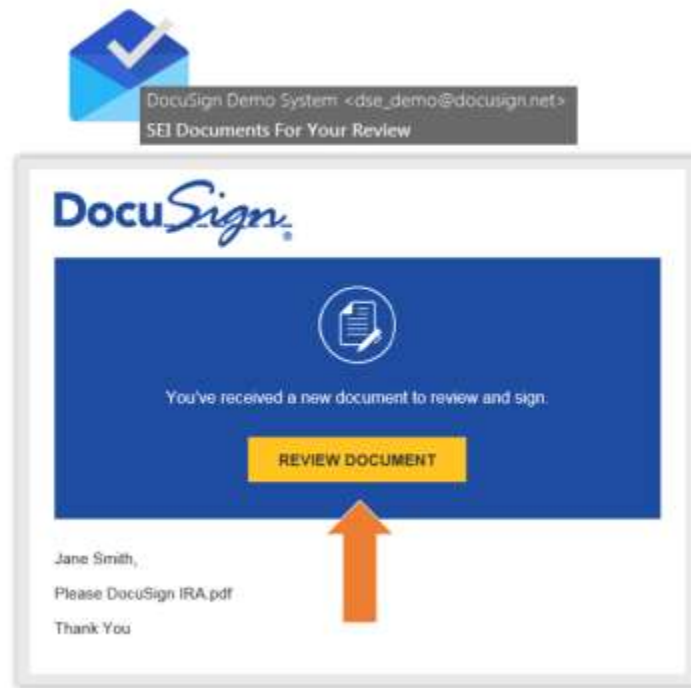 DocuSign Demo System <dse_demo@docusign.net>
SEI Documents For Your Review
DocuSign®
You've received a new document to review and sign.
REVIEW DOCUMENT
Jane Smith,
Please DocuSign IRA.pdf
Thank You